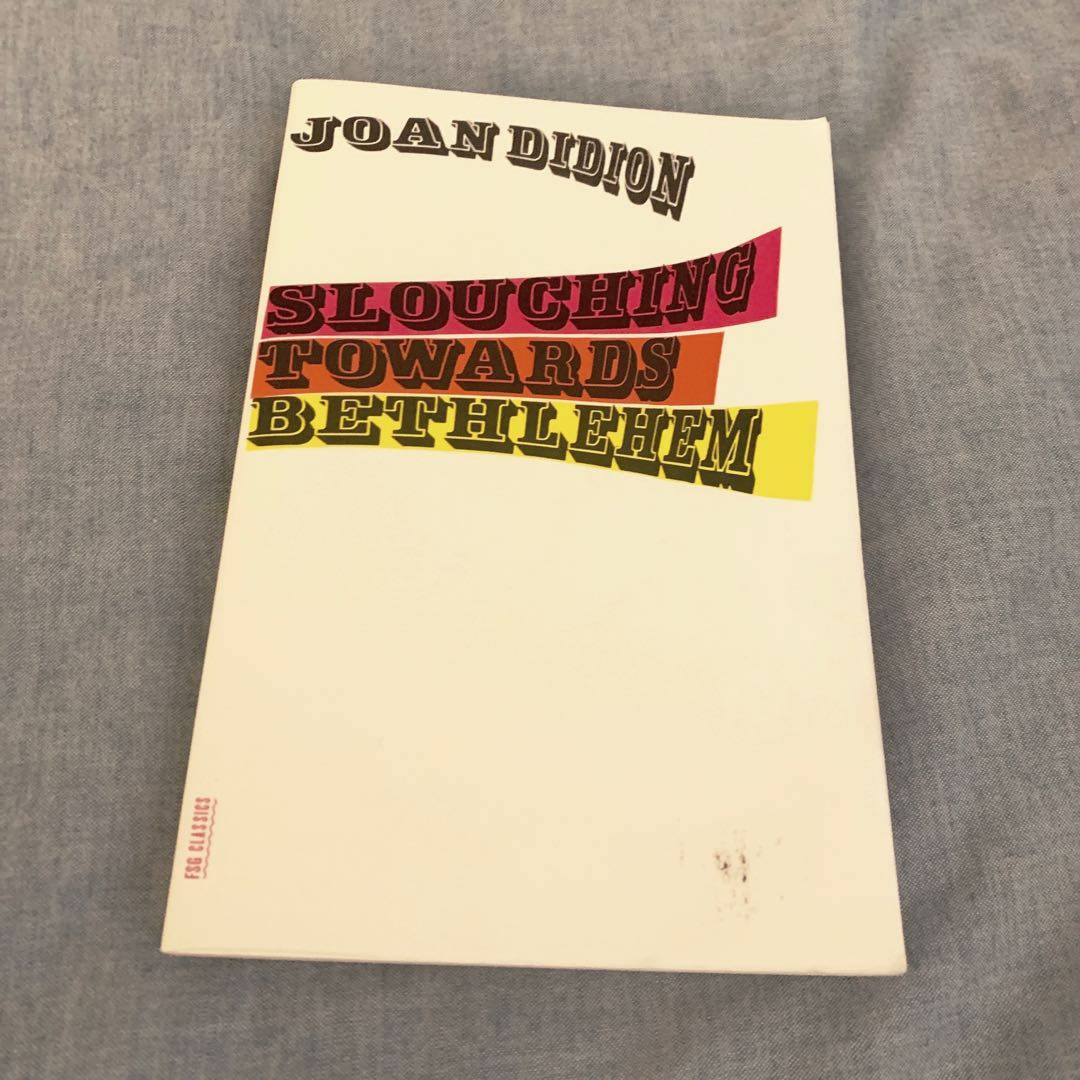 JOAN DIDION
SLOUCHING
TOWARDS
BETHLEHEM
FSG CLASSICS